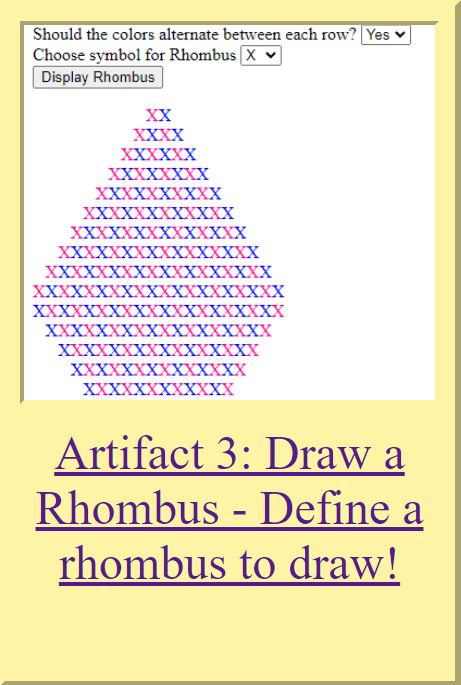 Should the colors alternate between each row? Yes
Choose symbol for Rhombus X
Display Rhombus
XX
XXXX
XXXXXX
XXXXXXXX
XXXXXXXXXX
XXXXXXXXXXXX
XXXXXXXXXXXXXX
XXXXXXXXXXXXXXXX
XXXXXXXXXXXXXXXXXX
XXXXXXXXXXXXXXXXXXXX
XXXXXXXXXXXXXXXXXXXX
XXXXXXXXXXXXXXXXXX
XXXXXXXXXXXXXXXX
XXXXXXXXXXXXXX
XXXXXXXXXXXX
Artifact 3: Draw a
Rhombus - Define a
rhombus to draw!